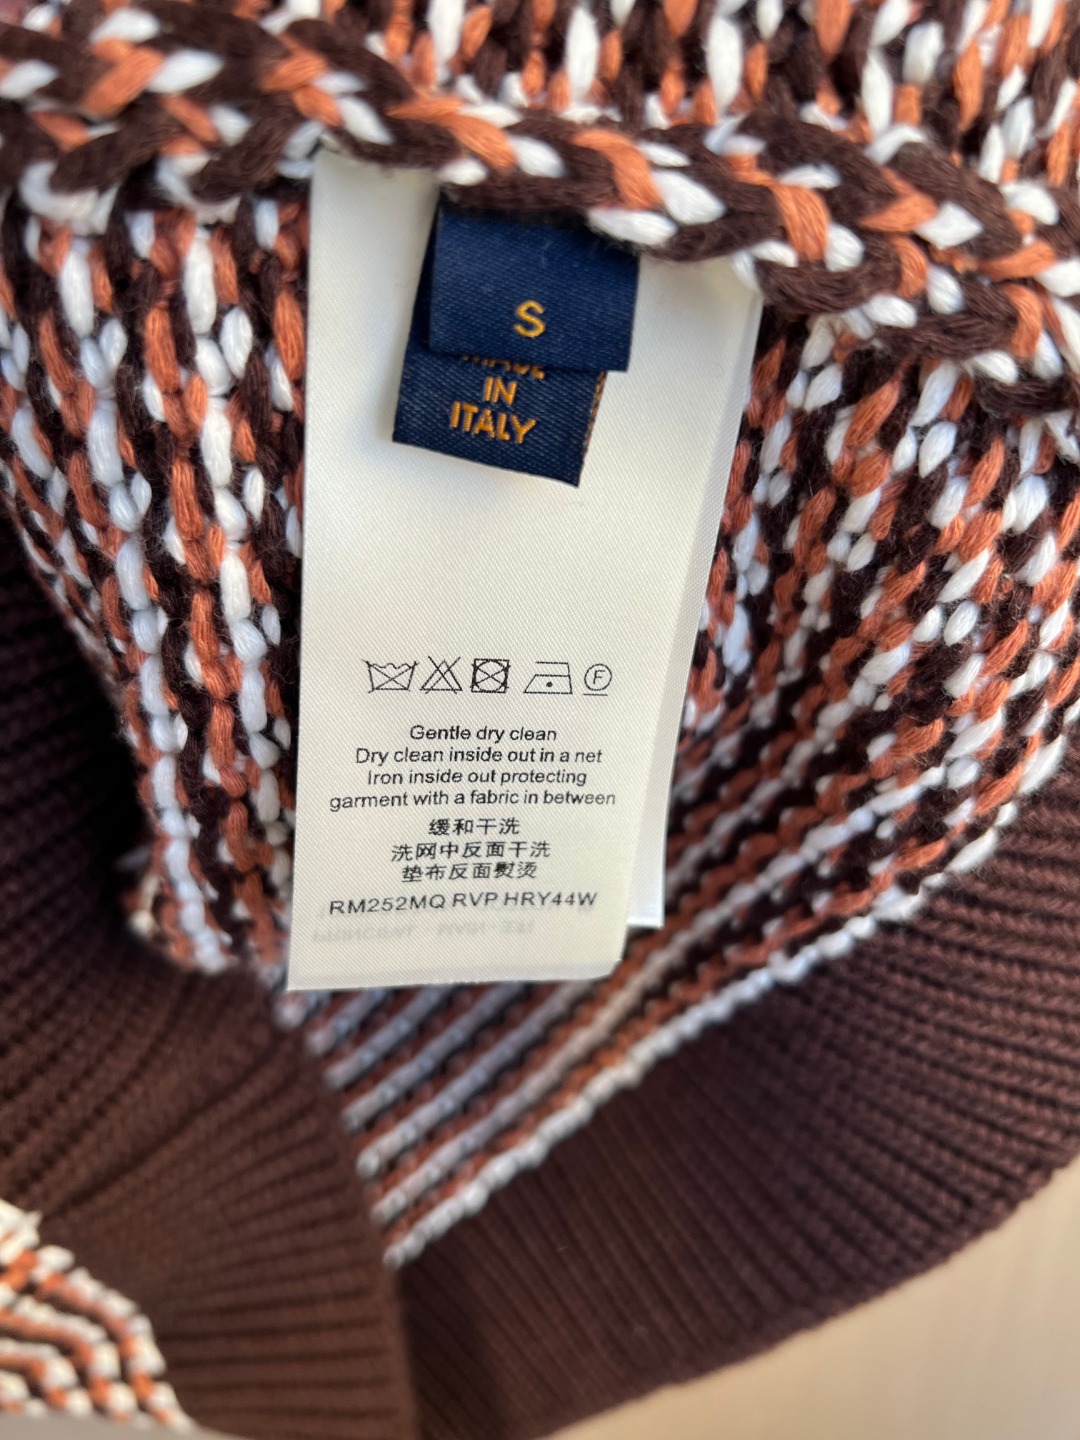 S
MADE
IN
ITALY
F
Gentle dry clean
Dry clean inside out in a net
Iron inside out protecting
garment with a fabric in between
缓和干洗
洗网中反面干洗
垫布反面熨烫
RM252MQ RVP HRY44W